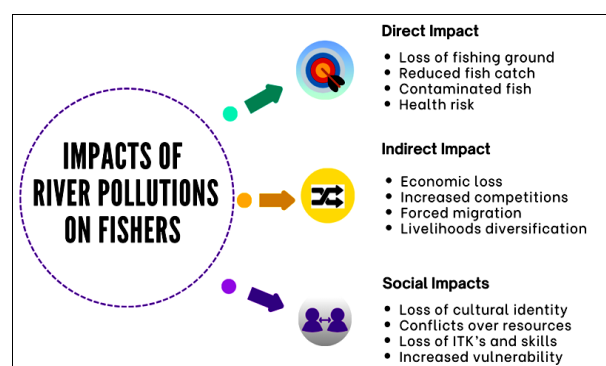 IMPACTS OF
RIVER POLLUTIONS
ON FISHERS
Direct Impact
• Loss of fishing ground
• Reduced fish catch
• Contaminated fish
• Health risk
Indirect Impact
• Economic loss
• Increased competitions
• Forced migration
• Livelihoods diversification
Social Impacts
• Loss of cultural identity
• Conflicts over resources
• Loss of ITK's and skills
• Increased vulnerability